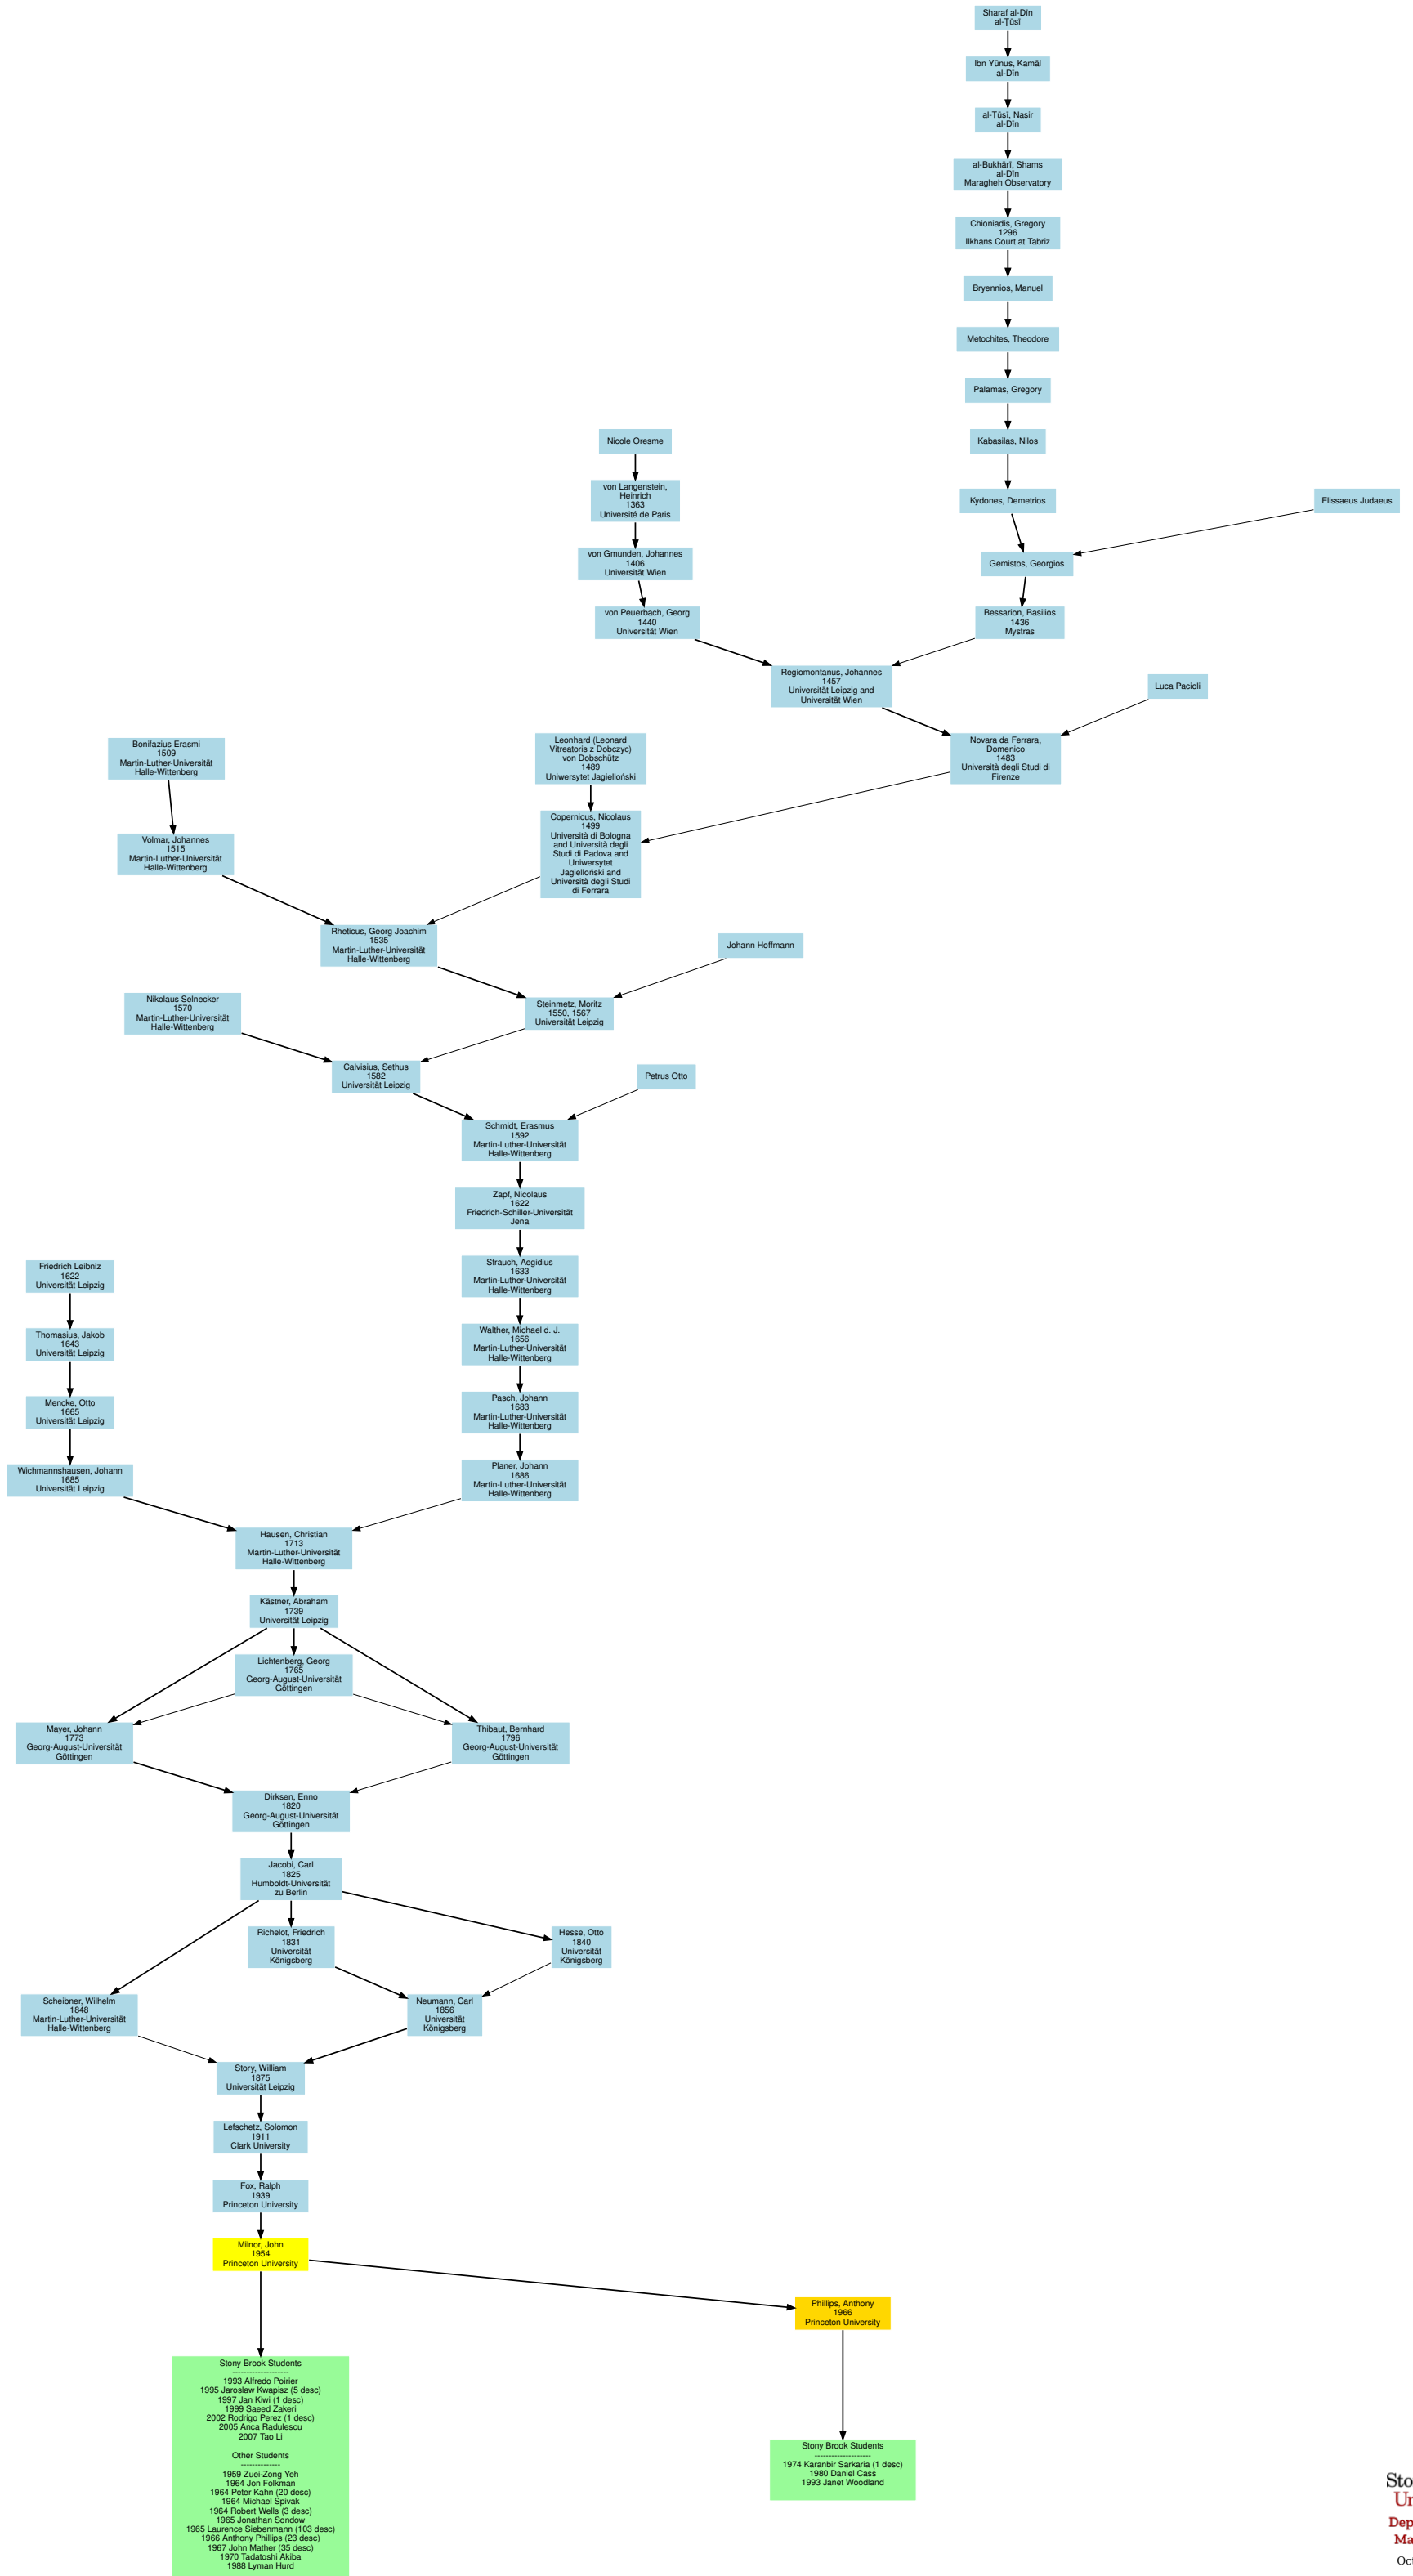 Sharaf al-Dīn
al-Ṭūsī
Ibn Yūnus, Kamāl
al-Dīn
al-Ṭūsī, Nasir
al-Dīn
al-Bukhārī, Shams
al-Dīn
Maragheh Observatory
Chioniadis, Gregory
1296
Ilkhans Court at Tabriz
Bryennios, Manuel
Metochites, Theodore
Palamas, Gregory
Nicole Oresme
Kabasilas, Nilos
von Langenstein,
Heinrich
1363
Université de Paris
Kydones, Demetrios
Elissaeus Judaeus
von Gmunden, Johannes
1406
Universität Wien
Gemistos, Georgios
von Peuerbach, Georg
1440
Universität Wien
Bessarion, Basilios
1436
Mystras
Regiomontanus, Johannes
1457
Universität Leipzig and
Universität Wien
Luca Pacioli
Bonifazius Erasmi
1509
Martin-Luther-Universität
Halle-Wittenberg
Leonhard (Leonard
Vitreatoris z Dobczyc)
von Dobschütz
1489
Uniwersytet Jagielloński
Novara da Ferrara,
Domenico
1483
Università degli Studi di
Firenze
Volmar, Johannes
1515
Martin-Luther-Universität
Halle-Wittenberg
Copernicus, Nicolaus
1499
Università di Bologna
and Università degli
Studi di Padova and
Uniwersytet
Jagielloński and
Università degli Studi
di Ferrara
Rheticus, Georg Joachim
1535
Martin-Luther-Universität
Halle-Wittenberg
Johann Hoffmann
Nikolaus Selnecker
1570
Martin-Luther-Universität
Halle-Wittenberg
Steinmetz, Moritz
1550, 1567
Universität Leipzig
Calvisius, Sethus
1582
Universität Leipzig
Petrus Otto
Schmidt, Erasmus
1592
Martin-Luther-Universität
Halle-Wittenberg
Zapf, Nicolaus
1622
Friedrich-Schiller-Universität
Jena
Friedrich Leibniz
1622
Universität Leipzig
Strauch, Aegidius
1633
Martin-Luther-Universität
Halle-Wittenberg
Thomasius, Jakob
1643
Universität Leipzig
Walther, Michael d. J.
1656
Martin-Luther-Universität
Halle-Wittenberg
Mencke, Otto
1665
Universität Leipzig
Pasch, Johann
1683
Martin-Luther-Universität
Halle-Wittenberg
Wichmannshausen, Johann
1685
Universität Leipzig
Planer, Johann
1686
Martin-Luther-Universität
Halle-Wittenberg
Hausen, Christian
1713
Martin-Luther-Universität
Halle-Wittenberg
Kästner, Abraham
1739
Universität Leipzig
Lichtenberg, Georg
1765
Georg-August-Universität
Göttingen
Mayer, Johann
1773
Georg-August-Universität
Göttingen
Thibaut, Bernhard
1796
Georg-August-Universität
Göttingen
Dirksen, Enno
1820
Georg-August-Universität
Göttingen
Jacobi, Carl
1825
Humboldt-Universität
zu Berlin
Richelot, Friedrich
1831
Universität
Königsberg
Hesse, Otto
1840
Universität
Königsberg
Scheibner, Wilhelm
1848
Martin-Luther-Universität
Halle-Wittenberg
Neumann, Carl
1856
Universität
Königsberg
Story, William
1875
Universität Leipzig
Lefschetz, Solomon
1911
Clark University
Fox, Ralph
1939
Princeton University
Milnor, John
1954
Princeton University
Phillips, Anthony
1966
Princeton University
Stony Brook Students
--------------------
1993 Alfredo Poirier
1995 Jaroslaw Kwapisz (5 desc)
1997 Jan Kiwi (1 desc)
1999 Saeed Zakeri
2002 Rodrigo Perez (1 desc)
2005 Anca Radulescu
2007 Tao Li
Other Students
--------------
1959 Zuei-Zong Yeh
1964 Jon Folkman
1964 Peter Kahn (20 desc)
1964 Michael Spivak
1964 Robert Wells (3 desc)
1965 Jonathan Sondow
1965 Laurence Siebenmann (103 desc)
1966 Anthony Phillips (23 desc)
1967 John Mather (35 desc)
1970 Tadatoshi Akiba
1988 Lyman Hurd
Stony Brook Students
--------------------
1974 Karanbir Sarkaria (1 desc)
1980 Daniel Cass
1993 Janet Woodland
Sto
Un
Dep
Ma
Oct